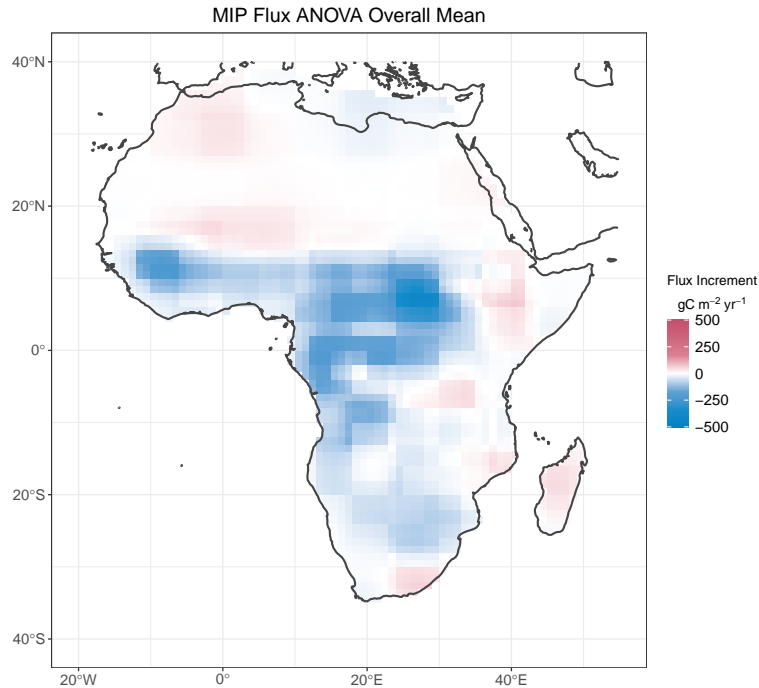 MIP Flux ANOVA Overall Mean
40°N
20°N
0°
20°S
40°S
20°W
0°
20°E
40°E
Flux Increment
gC m⁻² yr⁻¹
500
250
0
−250
−500